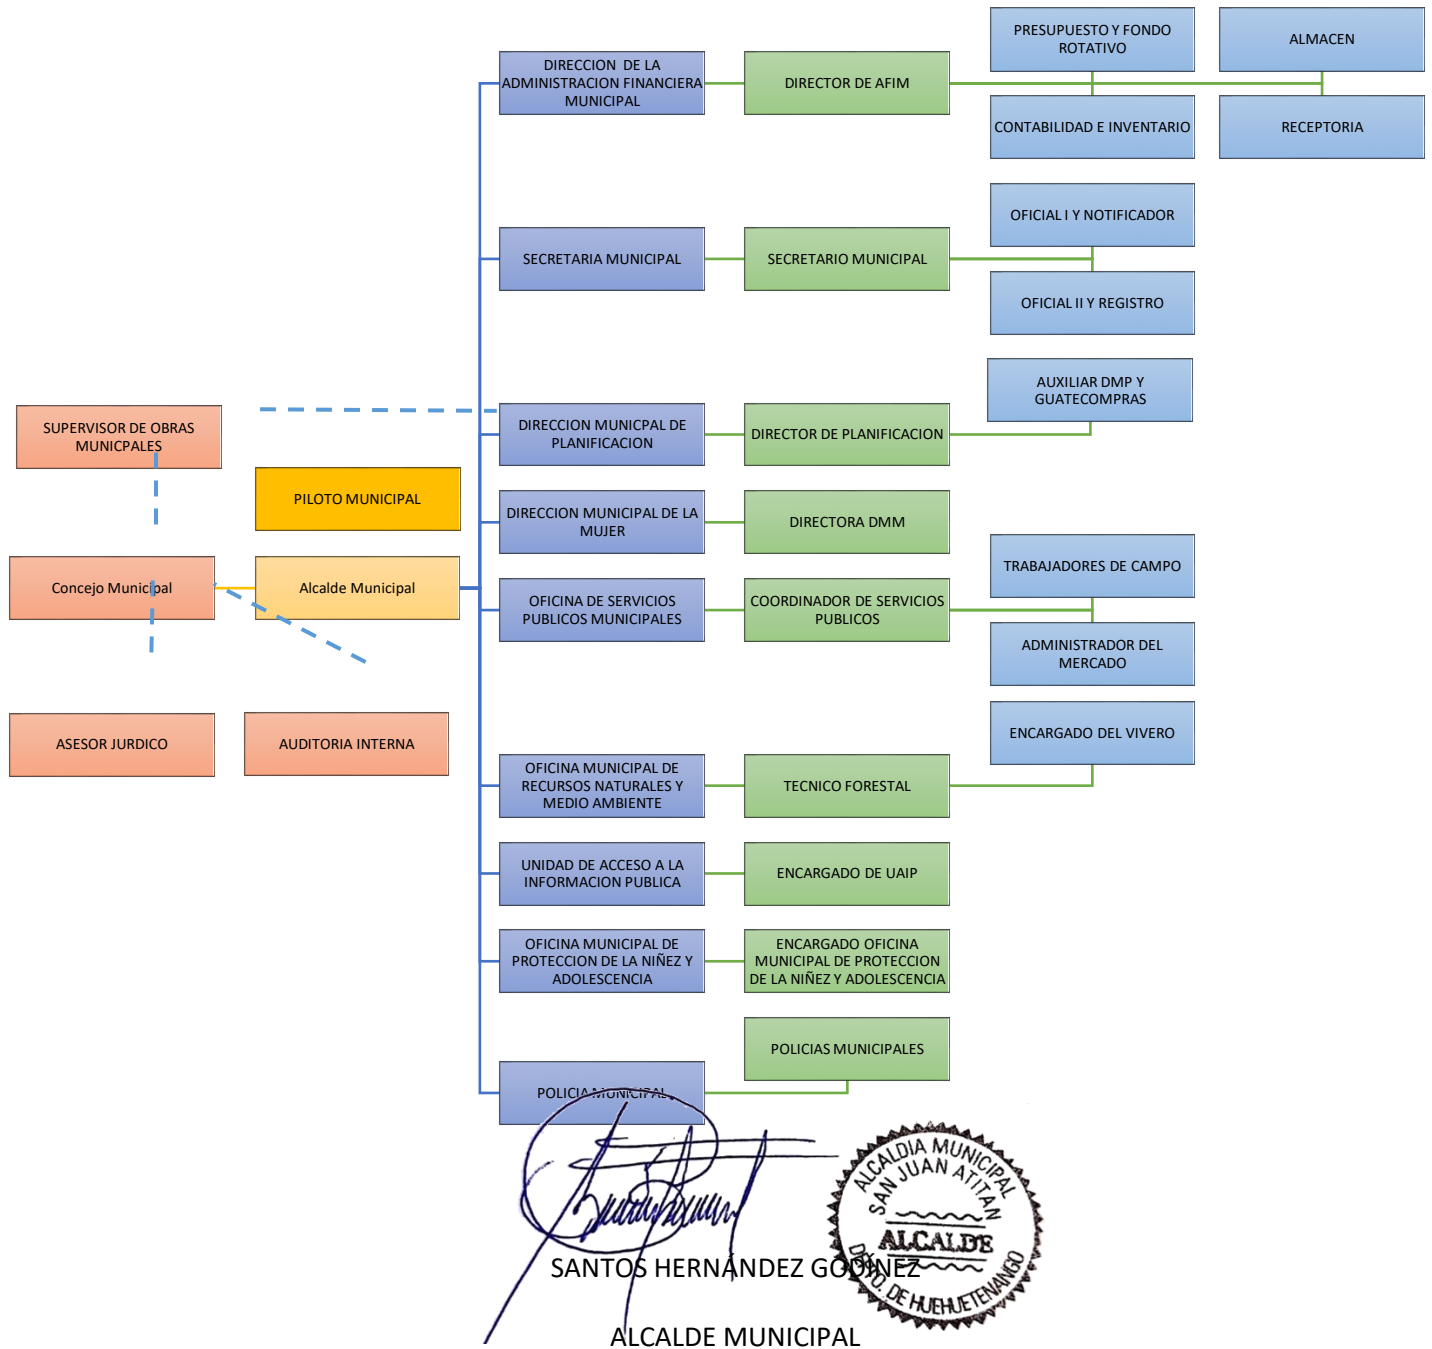 PRESUPUESTO Y FONDO
ROTATIVO
ALMACEN
DIRECCION DE LA
ADMINISTRACION FINANCIERA
MUNICIPAL
DIRECTOR DE AFIM
CONTABILIDAD E INVENTARIO
RECEPTORIA
OFICIAL I Y NOTIFICADOR
SECRETARIA MUNICIPAL
SECRETARIO MUNICIPAL
OFICIAL II Y REGISTRO
AUXILIAR DMP Y
GUATECOMPRAS
SUPERVISOR DE OBRAS
MUNICPALES
DIRECCION MUNICPAL DE
PLANIFICACION
DIRECTOR DE PLANIFICACION
PILOTO MUNICIPAL
DIRECCION MUNICIPAL DE LA
MUJER
DIRECTORA DMM
TRABAJADORES DE CAMPO
Concejo Municipal
Alcalde Municipal
OFICINA DE SERVICIOS
PUBLICOS MUNICIPALES
COORDINADOR DE SERVICIOS
PUBLICOS
ADMINISTRADOR DEL
MERCADO
ASESOR JURDICO
AUDITORIA INTERNA
ENCARGADO DEL VIVERO
OFICINA MUNICIPAL DE
RECURSOS NATURALES Y
MEDIO AMBIENTE
TECNICO FORESTAL
UNIDAD DE ACCESO A LA
INFORMACION PUBLICA
ENCARGADO DE UAIP
OFICINA MUNICIPAL DE
PROTECCION DE LA NIÑEZ Y
ADOLESCENCIA
ENCARGADO OFICINA
MUNICIPAL DE PROTECCION
DE LA NIÑEZ Y ADOLESCENCIA
POLICIAS MUNICIPALES
POLICIA MUNICIPAL
ALCALDIA MUNICIPAL
SAN JUAN ATITAN
ALCALDE
DEPTO. DE HUEHUETENANGO
SANTOS HERNÁNDEZ GODÍNEZ
ALCALDE MUNICIPAL